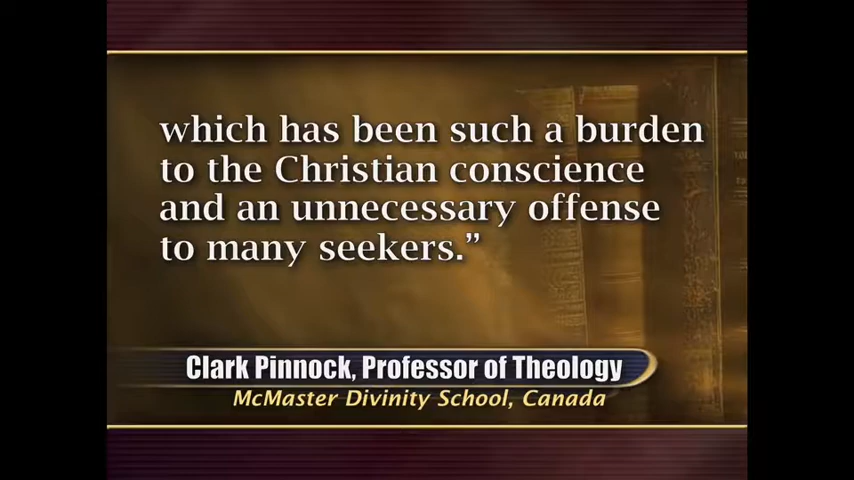 which has been such a burden
to the Christian conscience
and an unnecessary offense
to many seekers.”
Clark Pinnock, Professor of Theology
McMaster Divinity School, Canada